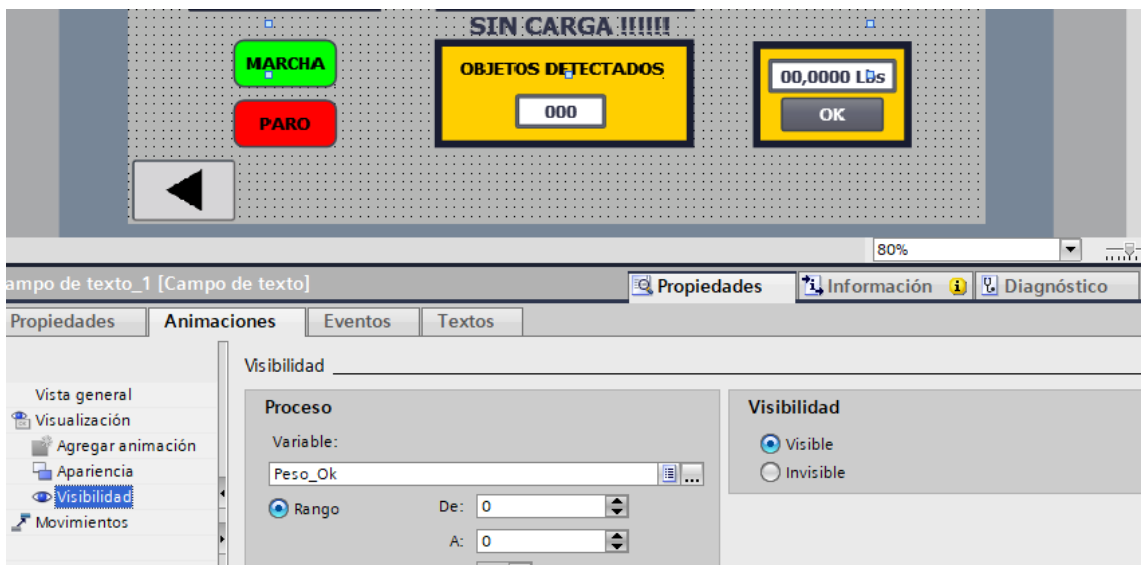 SIN CARGA !!!!!!
MARCHA
PARO
OBJETOS DETECTADOS
000
00,0000 LBs
OK
80%
ampo de texto_1 [Campo de texto]
Propiedades
Información
Diagnóstico
Propiedades
Animaciones
Eventos
Textos
Vista general
Visualización
Agregar animación
Apariencia
Visibilidad
Movimientos
Visibilidad
Proceso
Variable:
Peso_Ok
...
Rango
De: 0
A: 0
Visibilidad
Visible
Invisible